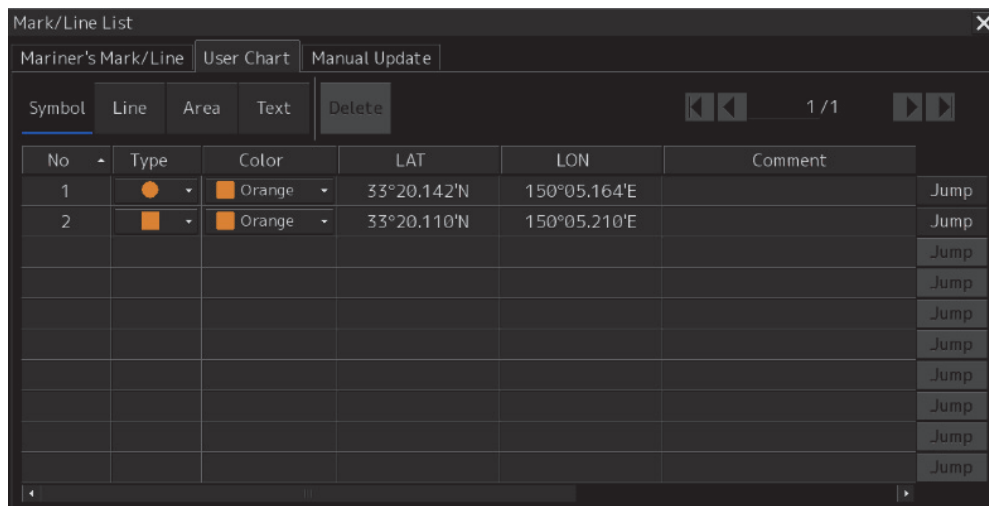 Mark/Line List
Mariner's Mark/Line User Chart Manual Update
Symbol Line Area Text Delete 1 /1
No Type Color LAT LON Comment
1 Orange 33°20.142'N 150°05.164'E Jump
2 Orange 33°20.110'N 150°05.210'E Jump
Jump
Jump
Jump
Jump
Jump
Jump
Jump
Jump